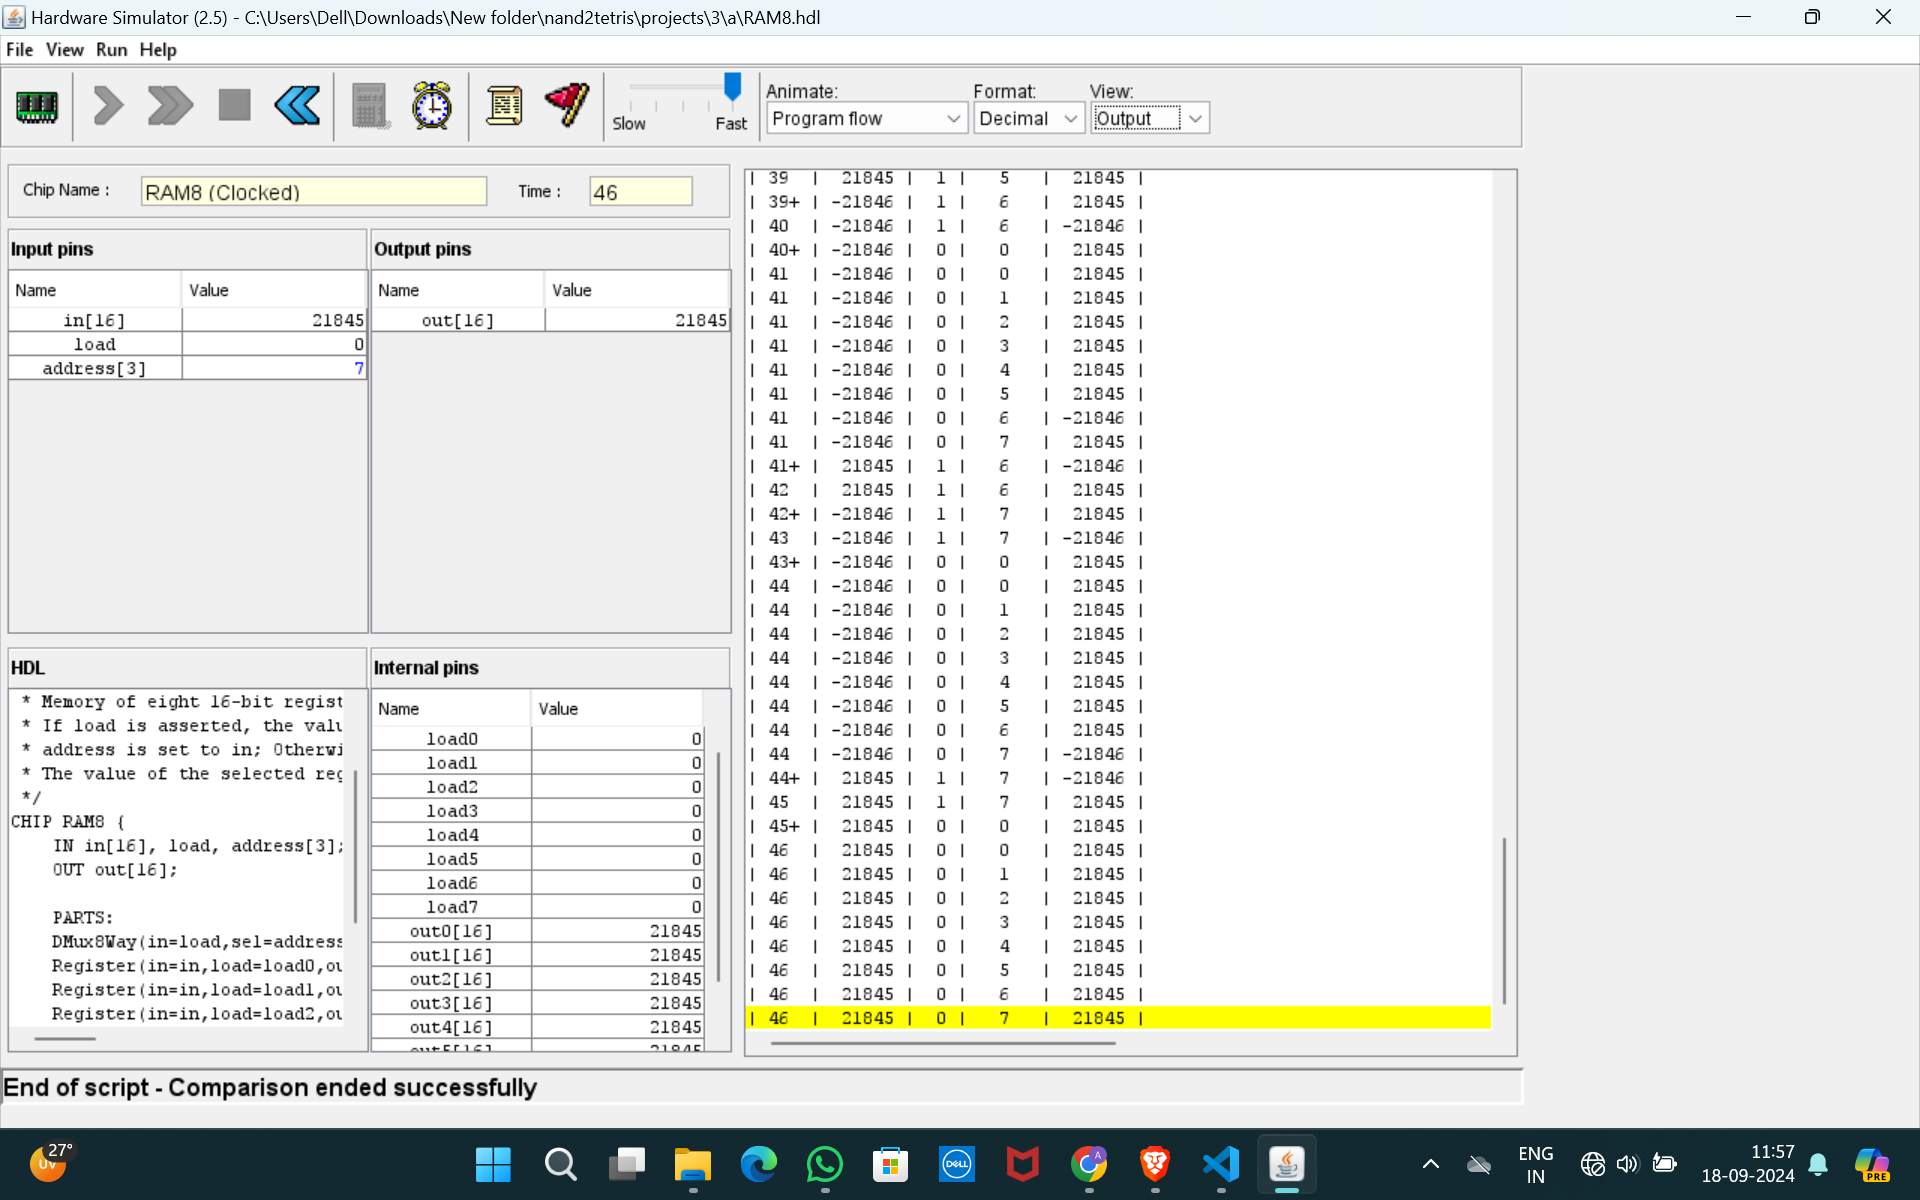 Hardware Simulator (2.5) - C:\Users\Dell\Downloads\New folder\nand2tetris\projects\3\a\RAM8.hdl
File View Run Help
Slow Fast
Animate: Format: View:
Program flow Decimal Output
Chip Name : RAM8 (Clocked) Time : 46
Input pins
Name Value
in[16] 21845
load 0
address[3] 7
Output pins
Name Value
out[16] 21845
HDL
* Memory of eight 16-bit regist
* If load is asserted, the valu
* address is set to in; Otherwi
* The value of the selected reg
*/
CHIP RAM8 {
IN in[16], load, address[3];
OUT out[16];
PARTS:
DMux8Way(in=load,sel=address
Register(in=in,load=load0,ou
Register(in=in,load=load1,ou
Register(in=in,load=load2,ou
Internal pins
Name Value
load0 0
load1 0
load2 0
load3 0
load4 0
load5 0
load6 0
load7 0
out0[16] 21845
out1[16] 21845
out2[16] 21845
out3[16] 21845
out4[16] 21845
| 39 | 21845 | 1 | 5 | 21845 |
| 39+ | -21846 | 1 | 6 | 21845 |
| 40 | -21846 | 1 | 6 | -21846 |
| 40+ | -21846 | 0 | 0 | 21845 |
| 41 | -21846 | 0 | 0 | 21845 |
| 41 | -21846 | 0 | 1 | 21845 |
| 41 | -21846 | 0 | 2 | 21845 |
| 41 | -21846 | 0 | 3 | 21845 |
| 41 | -21846 | 0 | 4 | 21845 |
| 41 | -21846 | 0 | 5 | 21845 |
| 41 | -21846 | 0 | 6 | -21846 |
| 41 | -21846 | 0 | 7 | 21845 |
| 41+ | 21845 | 1 | 6 | -21846 |
| 42 | 21845 | 1 | 6 | 21845 |
| 42+ | -21846 | 1 | 7 | 21845 |
| 43 | -21846 | 1 | 7 | -21846 |
| 43+ | -21846 | 0 | 0 | 21845 |
| 44 | -21846 | 0 | 0 | 21845 |
| 44 | -21846 | 0 | 1 | 21845 |
| 44 | -21846 | 0 | 2 | 21845 |
| 44 | -21846 | 0 | 3 | 21845 |
| 44 | -21846 | 0 | 4 | 21845 |
| 44 | -21846 | 0 | 5 | 21845 |
| 44 | -21846 | 0 | 6 | 21845 |
| 44 | -21846 | 0 | 7 | -21846 |
| 44+ | 21845 | 1 | 7 | -21846 |
| 45 | 21845 | 1 | 7 | 21845 |
| 45+ | 21845 | 0 | 0 | 21845 |
| 46 | 21845 | 0 | 0 | 21845 |
| 46 | 21845 | 0 | 1 | 21845 |
| 46 | 21845 | 0 | 2 | 21845 |
| 46 | 21845 | 0 | 3 | 21845 |
| 46 | 21845 | 0 | 4 | 21845 |
| 46 | 21845 | 0 | 5 | 21845 |
| 46 | 21845 | 0 | 6 | 21845 |
| 46 | 21845 | 0 | 7 | 21845 |
End of script - Comparison ended successfully
27°
UV
DELL
A
ENG
IN
11:57
18-09-2024
PRE